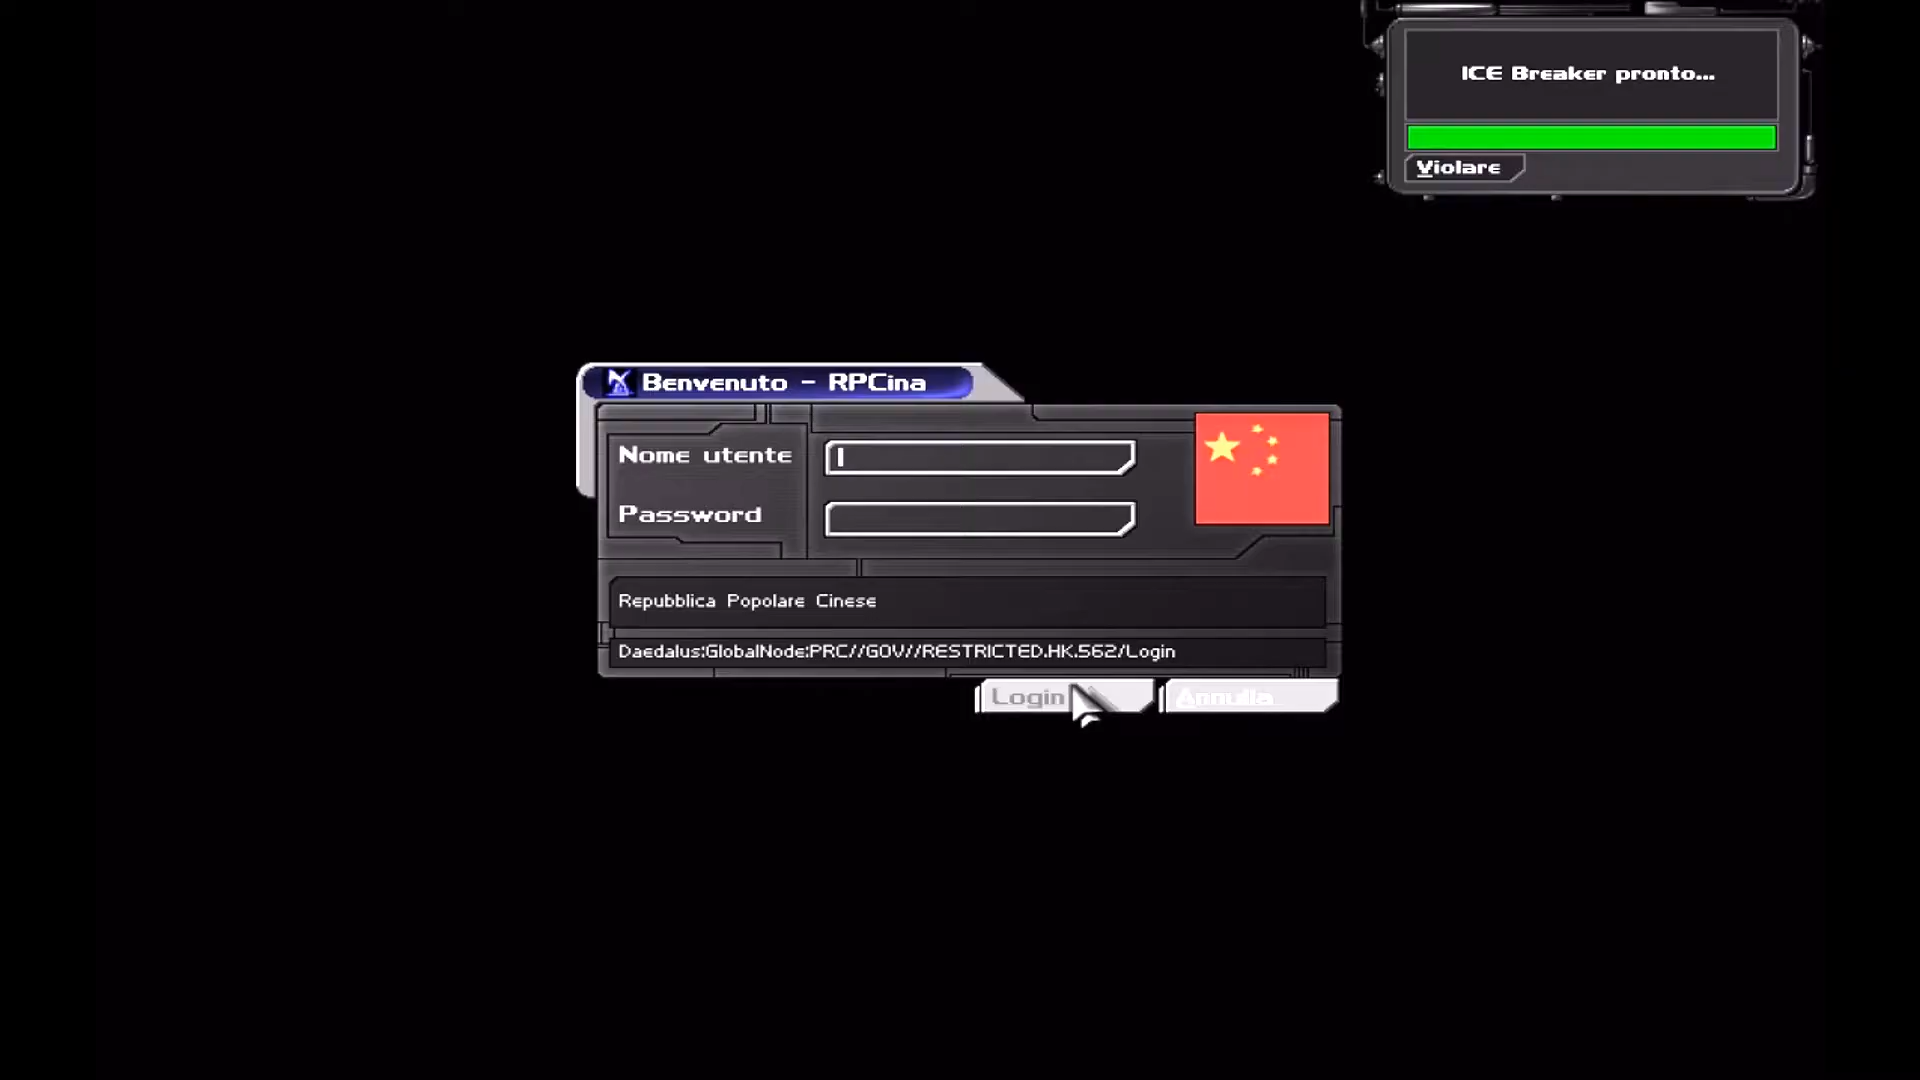 ICE Breaker pronto...
Violare
Benvenuto - RPCina
Nome utente
Password
Repubblica Popolare Cinese
Daedalus:GlobalNode:PRC//GOV//RESTRICTED.HK.562/Login
Login
Annulla